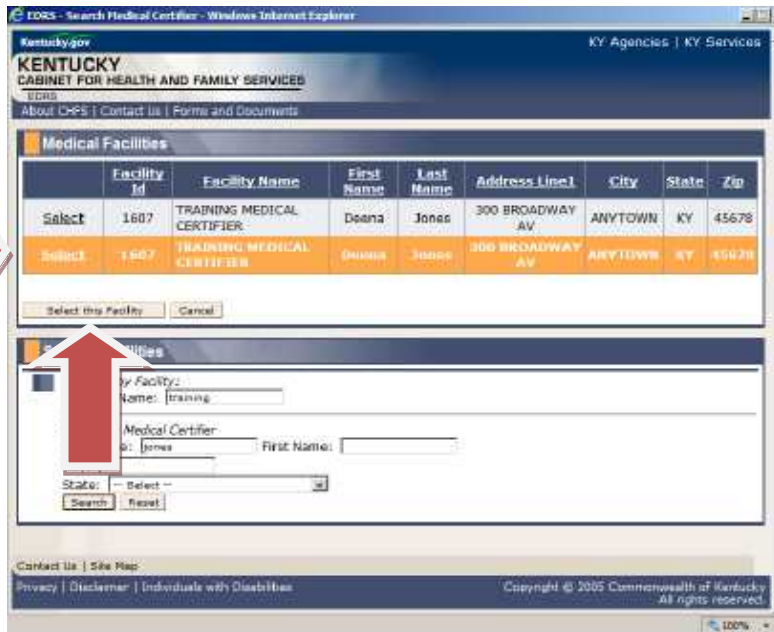 EDRS - Search Medical Certifier - Windows Internet Explorer
Kentucky.gov KY Agencies | KY Services
KENTUCKY
CABINET FOR HEALTH AND FAMILY SERVICES
EDRS
About CHFS | Contact Us | Forms and Documents
Medical Facilities
Facility Id Facility Name First Name Last Name Address Line1 City State Zip
Select 1607 TRAINING MEDICAL CERTIFIER Deena Jones 300 BROADWAY AV ANYTOWN KY 45678
Select 1607 TRAINING MEDICAL CERTIFIER Deena Jones 300 BROADWAY AV ANYTOWN KY 45678
Select this Facility Cancel
by Facility:
Name: training
Medical Certifier
jones First Name:
State: -- Select --
Search Reset
Contact Us | Site Map
Privacy | Disclaimer | Individuals with Disabilities Copyright © 2005 Commonwealth of Kentucky
All rights reserved.
100%